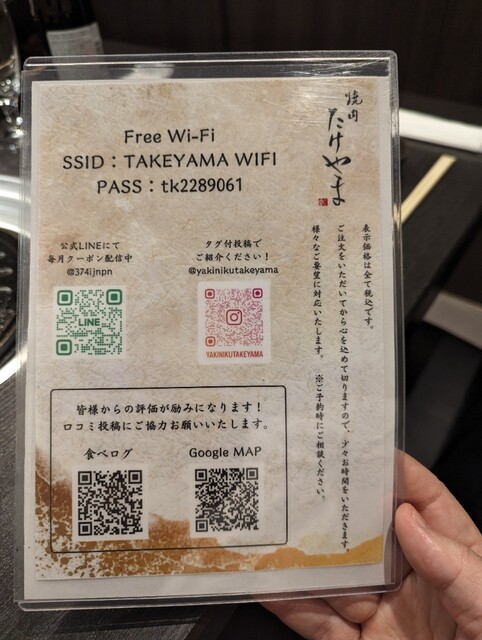 焼肉
たけやま
Free Wi-Fi
SSID：TAKEYAMA WIFI
PASS：tk2289061
公式LINEにて
毎月クーポン配信中
@374ijnpn
LINE
タグ付投稿で
ご紹介ください！
@yakinikutakeyama
YAKINIKUTAKEYAMA
表示価格は全て税込です。
ご注文をいただいてから心を込めて切りますので、少々お時間をいただきます。
様々なご要望に対応いたします。 ※ご予約時にご相談ください。
皆様からの評価が励みになります！
口コミ投稿にご協力お願いいたします。
食べログ
Google MAP